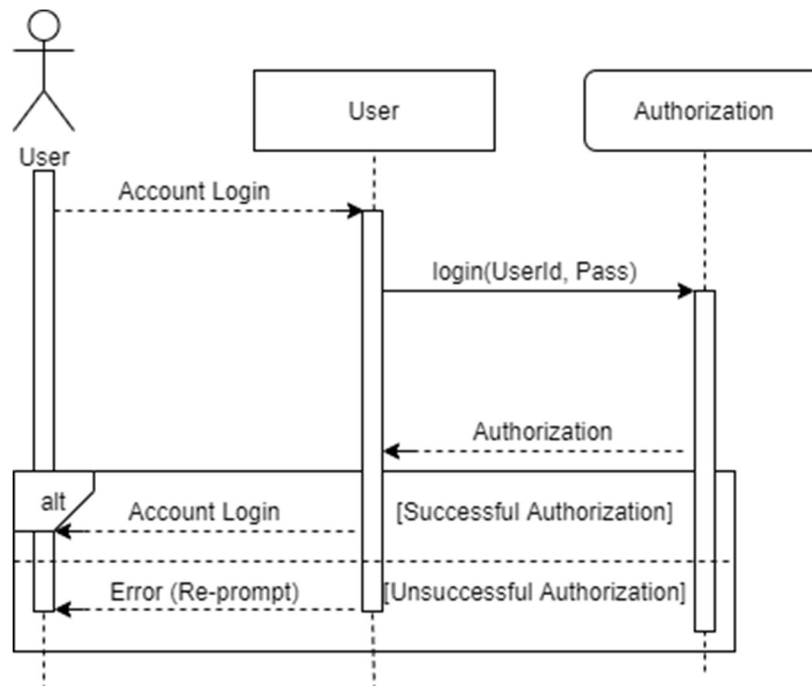 User
Authorization
User
Account Login
login(UserId, Pass)
Authorization
alt
Account Login
[Successful Authorization]
Error (Re-prompt)
[Unsuccessful Authorization]